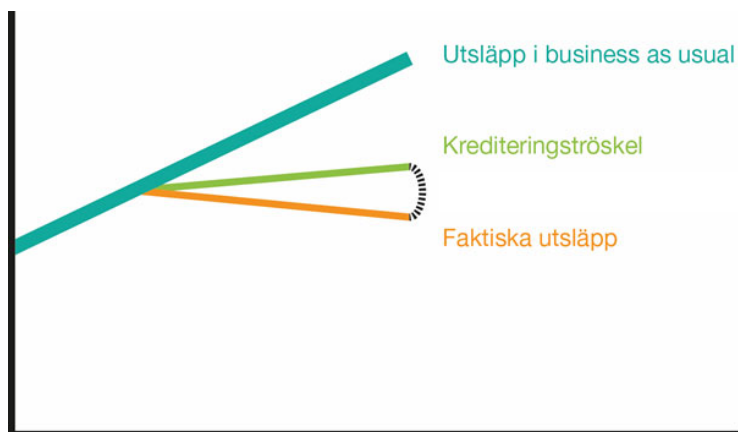 Utsläpp i business as usual
Krediteringströskel
Faktiska utsläpp